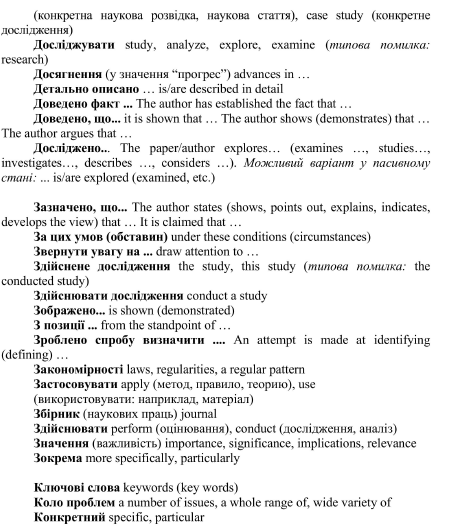 (конкретна наукова розвідка, наукова стаття), case study (конкретне
дослідження)
Досліджувати study, analyze, explore, examine (типова помилка:
research)
Досягнення (у значення “прогрес”) advances in …
Детально описано … is/are described in detail
Доведено факт ... The author has established the fact that …
Доведено, що... it is shown that … The author shows (demonstrates) that …
The author argues that …
Досліджено... The paper/author explores… (examines …, studies…,
investigates…, describes …, considers …). Можливий варіант у пасивному
стані: ... is/are explored (examined, etc.)
Зазначено, що... The author states (shows, points out, explains, indicates,
develops the view) that … It is claimed that …
За цих умов (обставин) under these conditions (circumstances)
Звернути увагу на ... draw attention to …
Здійснене дослідження the study, this study (типова помилка: the
conducted study)
Здійснювати дослідження conduct a study
Зображено... is shown (demonstrated)
З позиції ... from the standpoint of …
Зроблено спробу визначити .... An attempt is made at identifying
(defining) …
Закономірності laws, regularities, a regular pattern
Застосовувати apply (метод, правило, теорию), use
(використовувати: наприклад, матеріал)
Збірник (наукових праць) journal
Здійснювати perform (оцінювання), conduct (дослідження, аналіз)
Значення (важливість) importance, significance, implications, relevance
Зокрема more specifically, particularly
Ключові слова keywords (key words)
Коло проблем a number of issues, a whole range of, wide variety of
Конкретний specific, particular